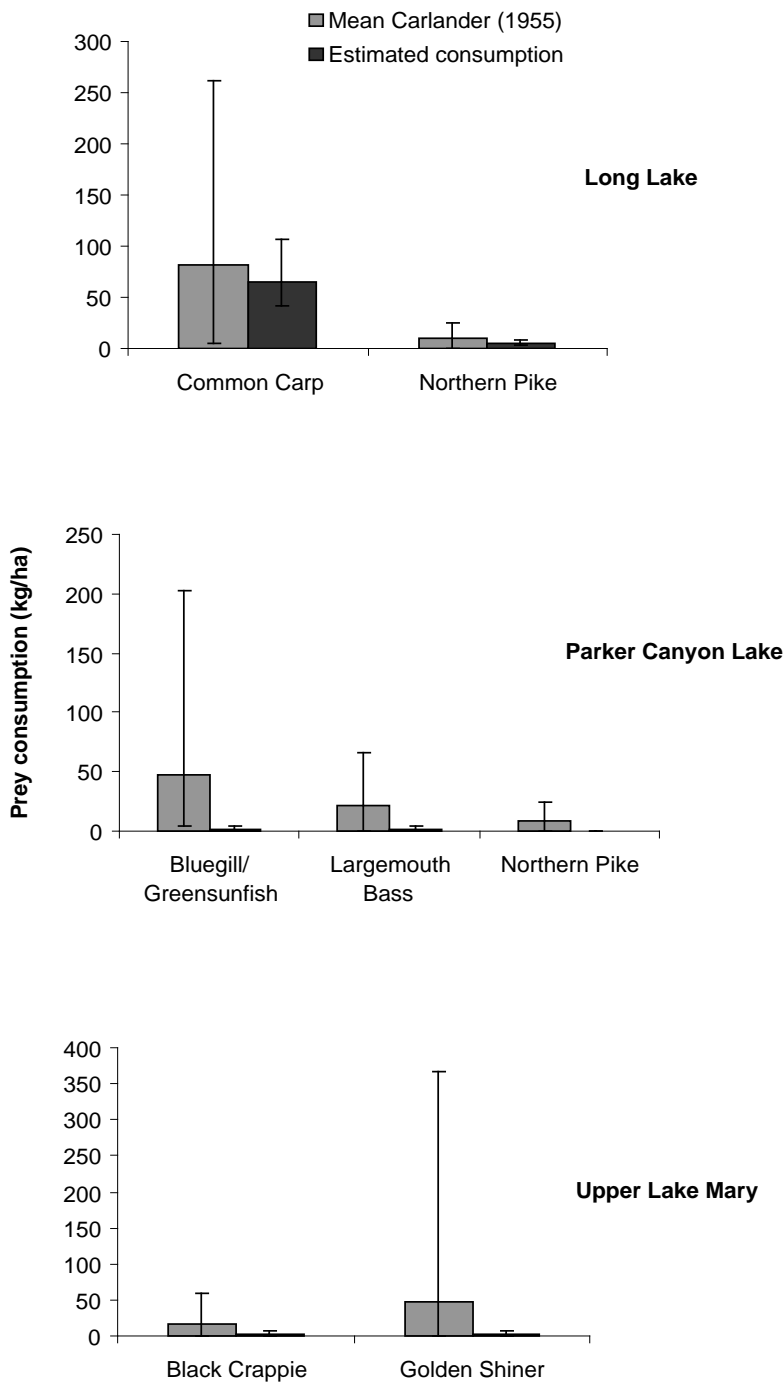 Mean Carlander (1955)
Estimated consumption
300
250
200
150
100
50
0
Long Lake
Common Carp
Northern Pike
Prey consumption (kg/ha)
250
200
150
100
50
0
Parker Canyon Lake
Bluegill/
Greensunfish
Largemouth
Bass
Northern Pike
400
350
300
250
200
150
100
50
0
Upper Lake Mary
Black Crappie
Golden Shiner